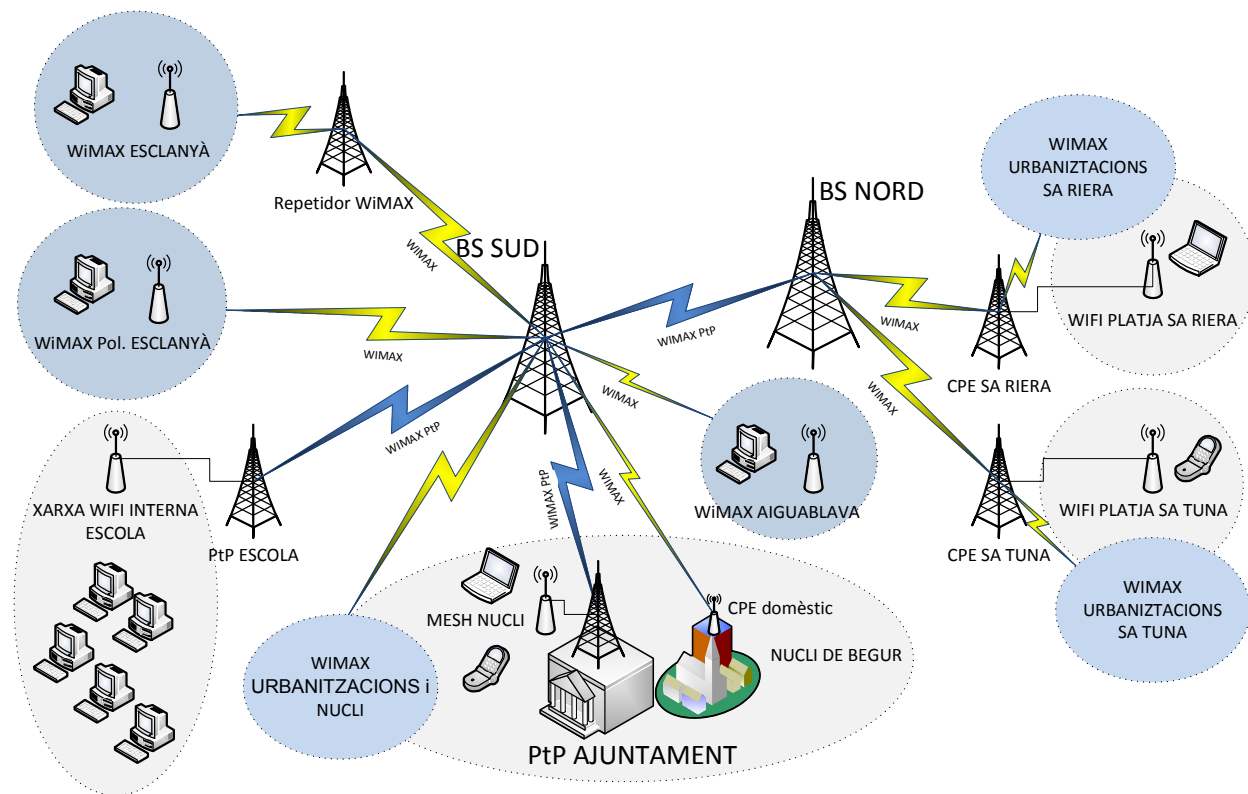 WiMAX ESCLANYÀ
Repetidor WiMAX
WIMAX
BS SUD
BS NORD
WIMAX
URBANIZTACIONS
SA RIERA
WiMAX Pol. ESCLANYÀ
WIMAX
WIMAX PtP
WIMAX
WIFI PLATJA SA RIERA
CPE SA RIERA
WIMAX
WIMAX
WIMAX PtP
XARXA WIFI INTERNA
ESCOLA
PtP ESCOLA
WIMAX PtP
WIMAX
WiMAX AIGUABLAVA
WIFI PLATJA SA TUNA
CPE SA TUNA
WIMAX
URBANIZTACIONS
SA TUNA
MESH NUCLI
CPE domèstic
NUCLI DE BEGUR
WIMAX
URBANITZACIONS i
NUCLI
PtP AJUNTAMENT